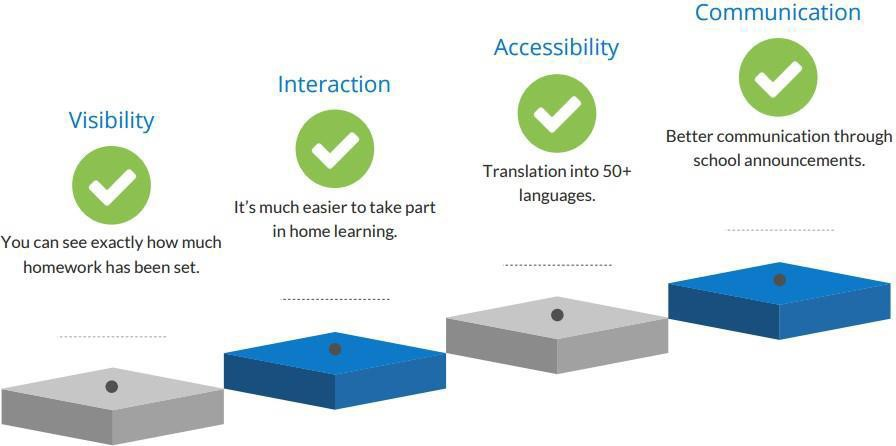 Visibility
You can see exactly how much
homework has been set.
Interaction
It’s much easier to take part
in home learning.
Accessibility
Translation into 50+
languages.
Communication
Better communication through
school announcements.